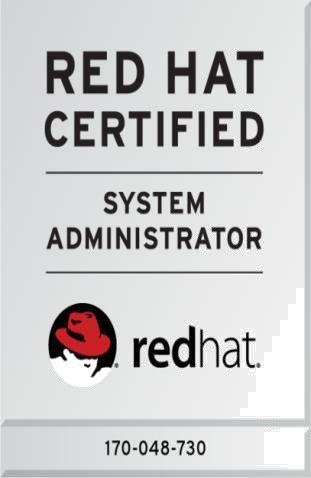 RED HAT
CERTIFIED
SYSTEM
ADMINISTRATOR
redhat.
170-048-730